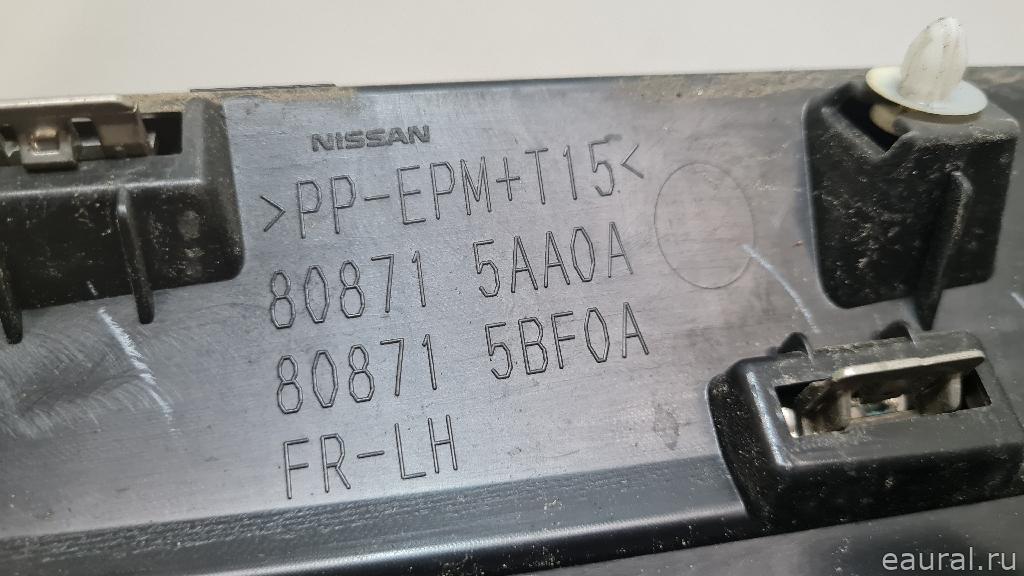 NISSAN
>PP-EPM+T15<
80871 5AA0A
80871 5BF0A
FR-LH
eaural.ru